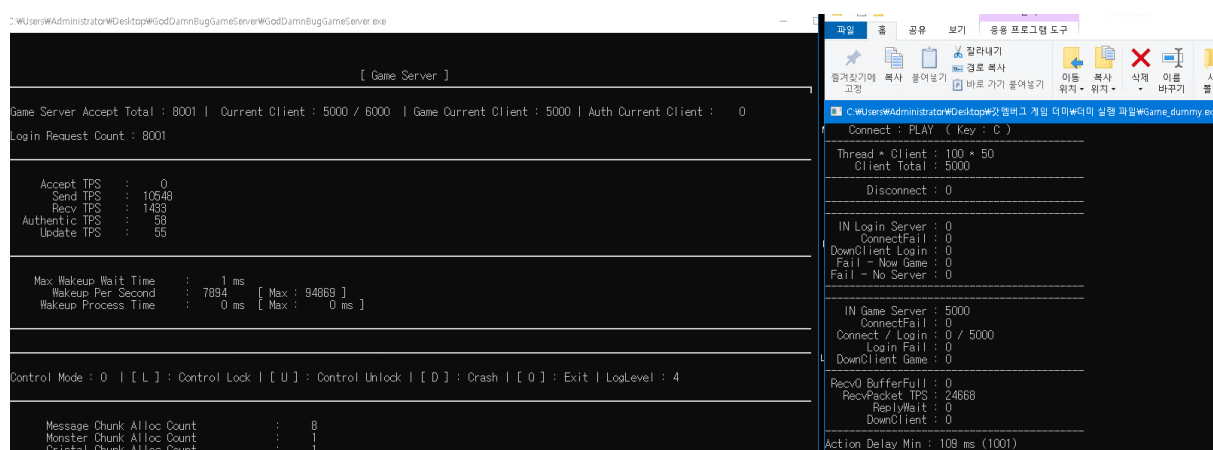 C:₩Users₩Administrator₩Desktop₩GodDamnBugGameServer₩GodDamnBugGameServer.exe
[ Game Server ]
Game Server Accept Total : 8001 | Current Client : 5000 / 6000 | Game Current Client : 5000 | Auth Current Client : 0
Login Request Count : 8001
Accept TPS : 0
Send TPS : 10548
Recv TPS : 1433
Authentic TPS : 58
Update TPS : 55
Max Wakeup Wait Time : 1 ms
Wakeup Per Second : 7894 [ Max : 94869 ]
Wakeup Process Time : 0 ms [ Max : 0 ms ]
Control Mode : 0 | [ L ] : Control Lock | [ U ] : Control Unlock | [ D ] : Crash | [ Q ] : Exit | LogLevel : 4
Message Chunk Alloc Count : 8
Monster Chunk Alloc Count : 1
Cristal Chunk Alloc Count : 1
파일 홈 공유 보기 응용 프로그램 도구
즐겨찾기에 고정
복사
붙여넣기
잘라내기
경로 복사
바로 가기 붙여넣기
이동 위치
복사 위치
삭제
이름 바꾸기
C:₩Users₩Administrator₩Desktop₩갓뎀버그 게임 더미₩더미 실행 파일₩Game_dummy.ex
Connect : PLAY ( Key : C )
Thread * Client : 100 * 50
Client Total : 5000
Disconnect : 0
IN Login Server : 0
ConnectFail : 0
DownClient Login : 0
Fail - Now Game : 0
Fail - No Server : 0
IN Game Server : 5000
ConnectFail : 0
Connect / Login : 0 / 5000
Login Fail : 0
DownClient Game : 0
RecvQ BufferFull : 0
RecvPacket TPS : 24668
ReplyWait : 0
DownClient : 0
Action Delay Min : 109 ms (1001)